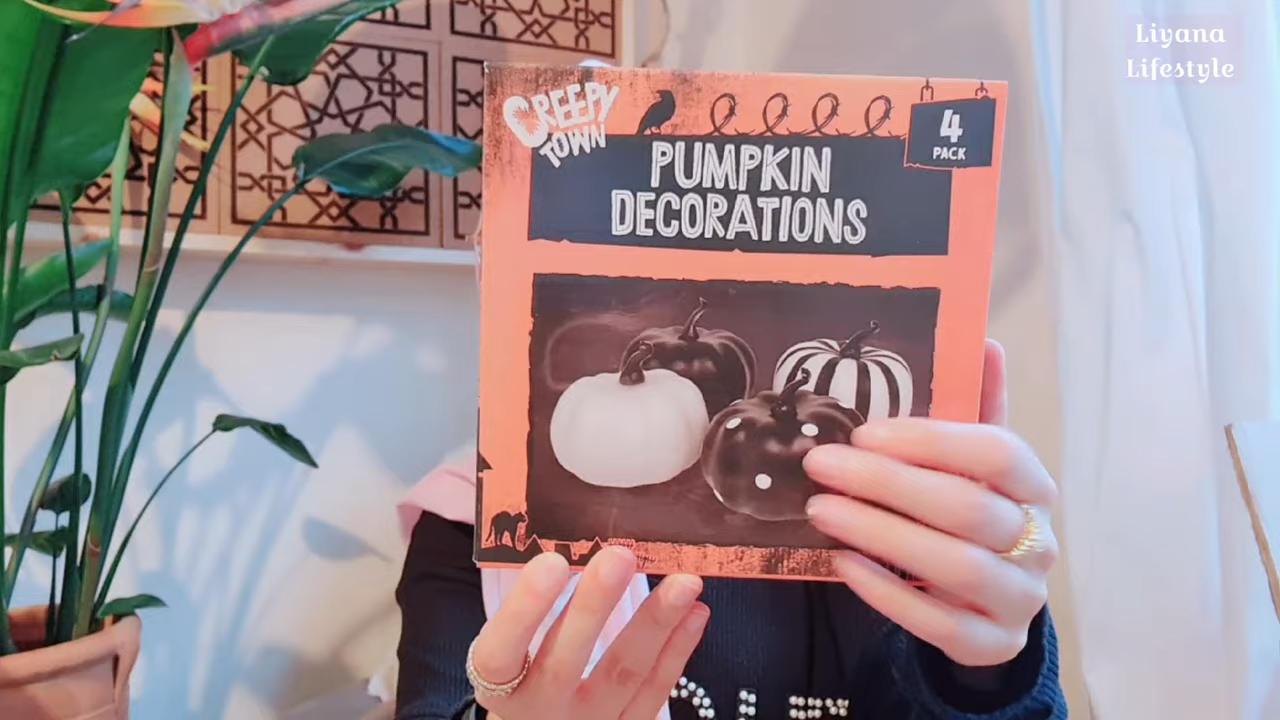 Liyana
Lifestyle
CREEPY
TOWN
4
PACK
PUMPKIN
DECORATIONS